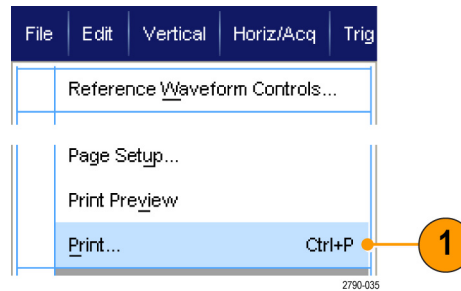 File Edit Vertical Horiz/Acq Trig
Reference Waveform Controls...
Page Setup...
Print Preview
Print... Ctrl+P
1
2790-035